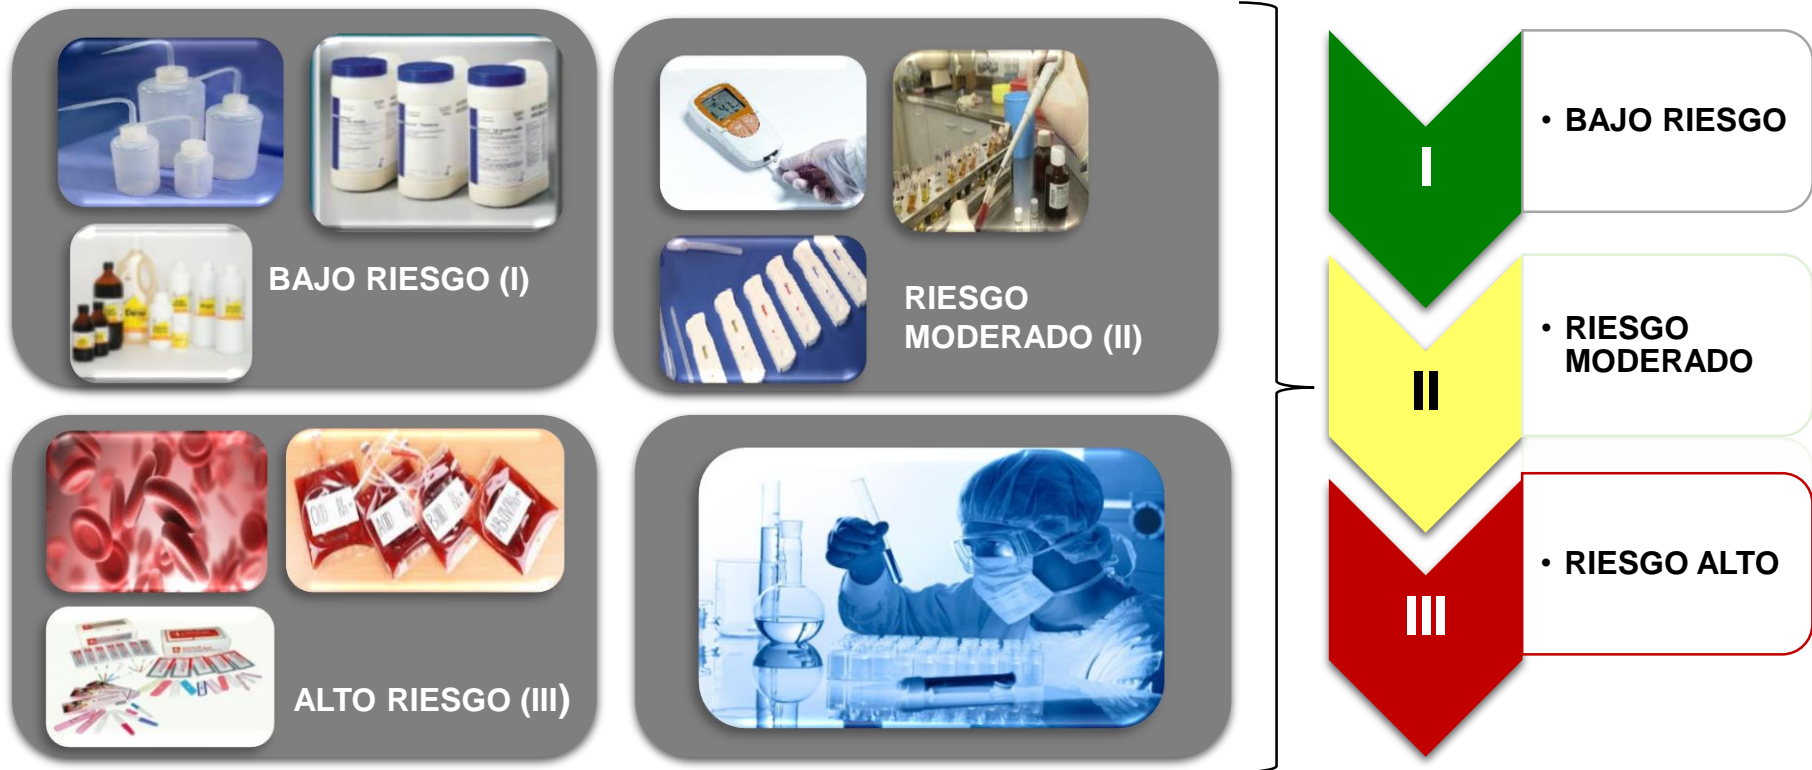 BAJO RIESGO (I)
RIESGO
MODERADO (II)
ALTO RIESGO (III)
I
• BAJO RIESGO
II
• RIESGO
MODERADO
III
• RIESGO ALTO